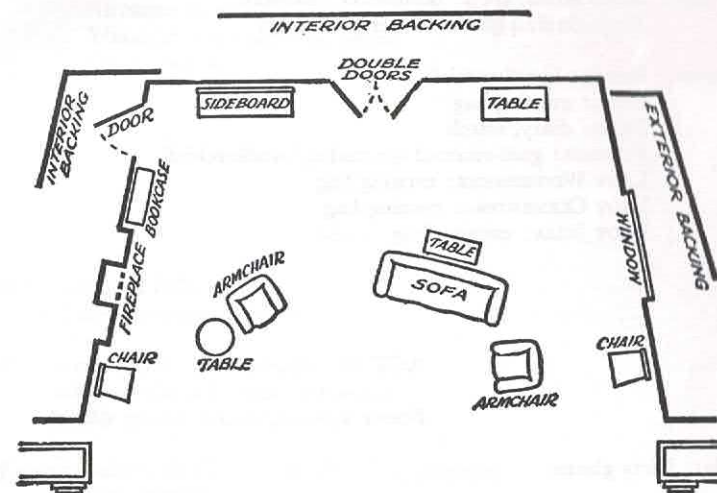 INTERIOR BACKING
DOUBLE
DOORS
INTERIOR
BACKING
DOOR
SIDEBOARD
TABLE
EXTERIOR BACKING
BOOKCASE
WINDOW
FIREPLACE
ARMCHAIR
TABLE
TABLE
SOFA
CHAIR
ARMCHAIR
CHAIR